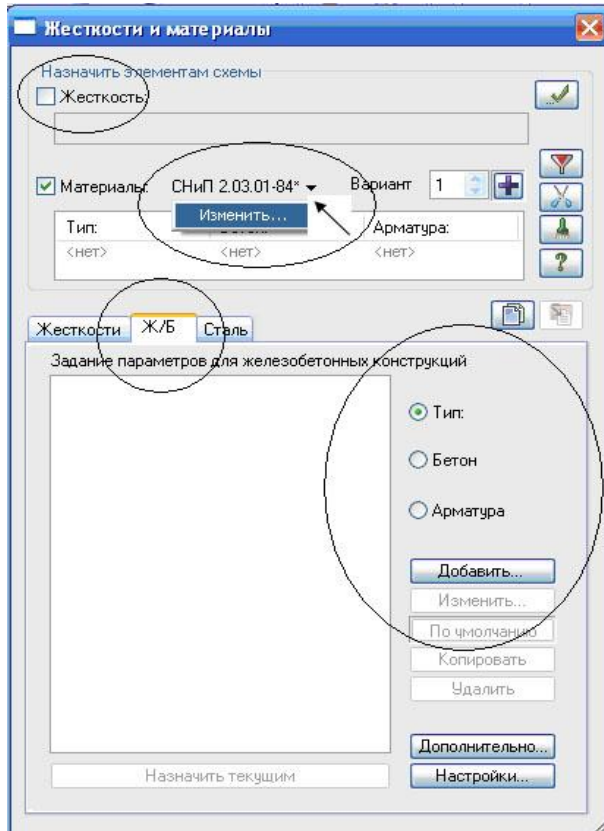 Жесткости и материалы
Назначить элементам схемы
Жесткость:
Материалы: СНиП 2.03.01-84* Вариант 1
Изменить...
Тип: Арматура:
<нет> <нет> <нет>
Жесткости Ж/Б Сталь
Задание параметров для железобетонных конструкций
Тип:
Бетон
Арматура
Добавить...
Изменить...
По умолчанию
Копировать
Удалить
Дополнительно...
Назначить текущим Настройки...